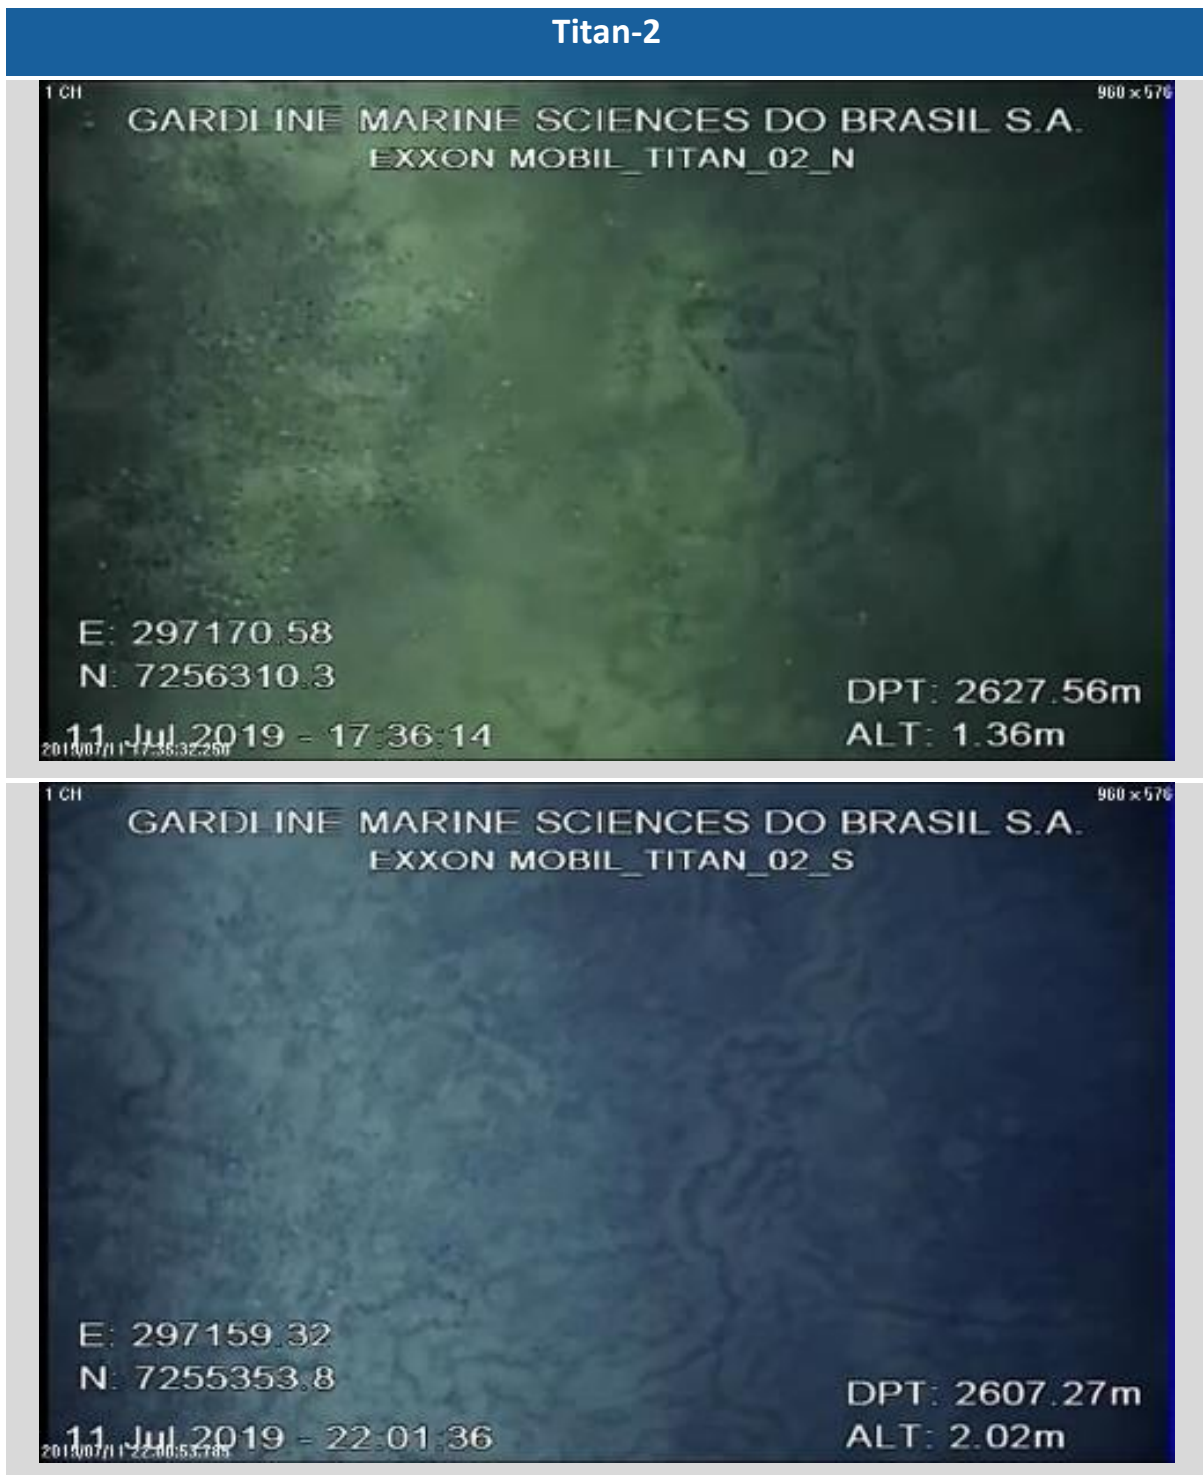 Titan-2
1 CH
960 x 576
GARDLINE MARINE SCIENCES DO BRASIL S.A.
EXXON MOBIL_TITAN_02_N
E: 297170.58
N: 7256310.3
DPT: 2627.56m
11 Jul 2019 - 17:36:14
ALT: 1.36m
1 CH
960 x 576
GARDLINE MARINE SCIENCES DO BRASIL S.A.
EXXON MOBIL_TITAN_02_S
E: 297159.32
N: 7255353.8
DPT: 2607.27m
11 Jul 2019 - 22:01:36
ALT: 2.02m